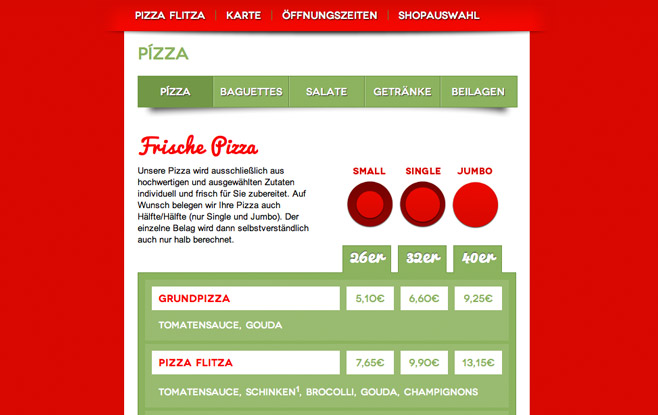 PIZZA FLITZA KARTE ÖFFNUNGSZEITEN SHOPAUSWAHL
PÍZZA
PÍZZA BAGUETTES SALATE GETRÄNKE BEILAGEN
Frische Pizza
Unsere Pizza wird ausschließlich aus
hochwertigen und ausgewählten Zutaten
individuell und frisch für Sie zubereitet. Auf
Wunsch belegen wir Ihre Pizza auch
Hälfte/Hälfte (nur Single und Jumbo). Der
einzelne Belag wird dann selbstverständlich
auch nur halb berechnet.
SMALL SINGLE JUMBO
26er 32er 40er
GRUNDPIZZA 5,10€ 6,60€ 9,25€
TOMATENSAUCE, GOUDA
PIZZA FLITZA 7,65€ 9,90€ 13,15€
TOMATENSAUCE, SCHINKEN¹, BROCOLLI, GOUDA, CHAMPIGNONS